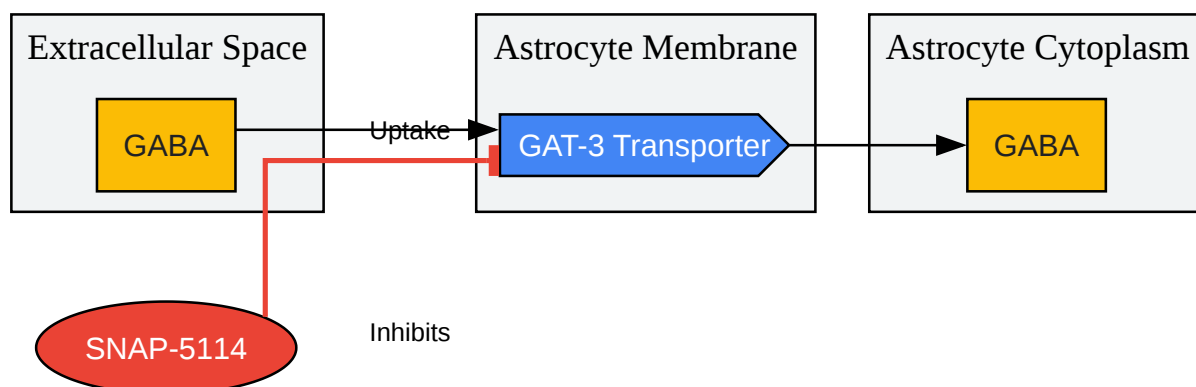 Extracellular Space
Astrocyte Membrane
Astrocyte Cytoplasm
GABA
Uptake
GAT-3 Transporter
GABA
SNAP-5114
Inhibits